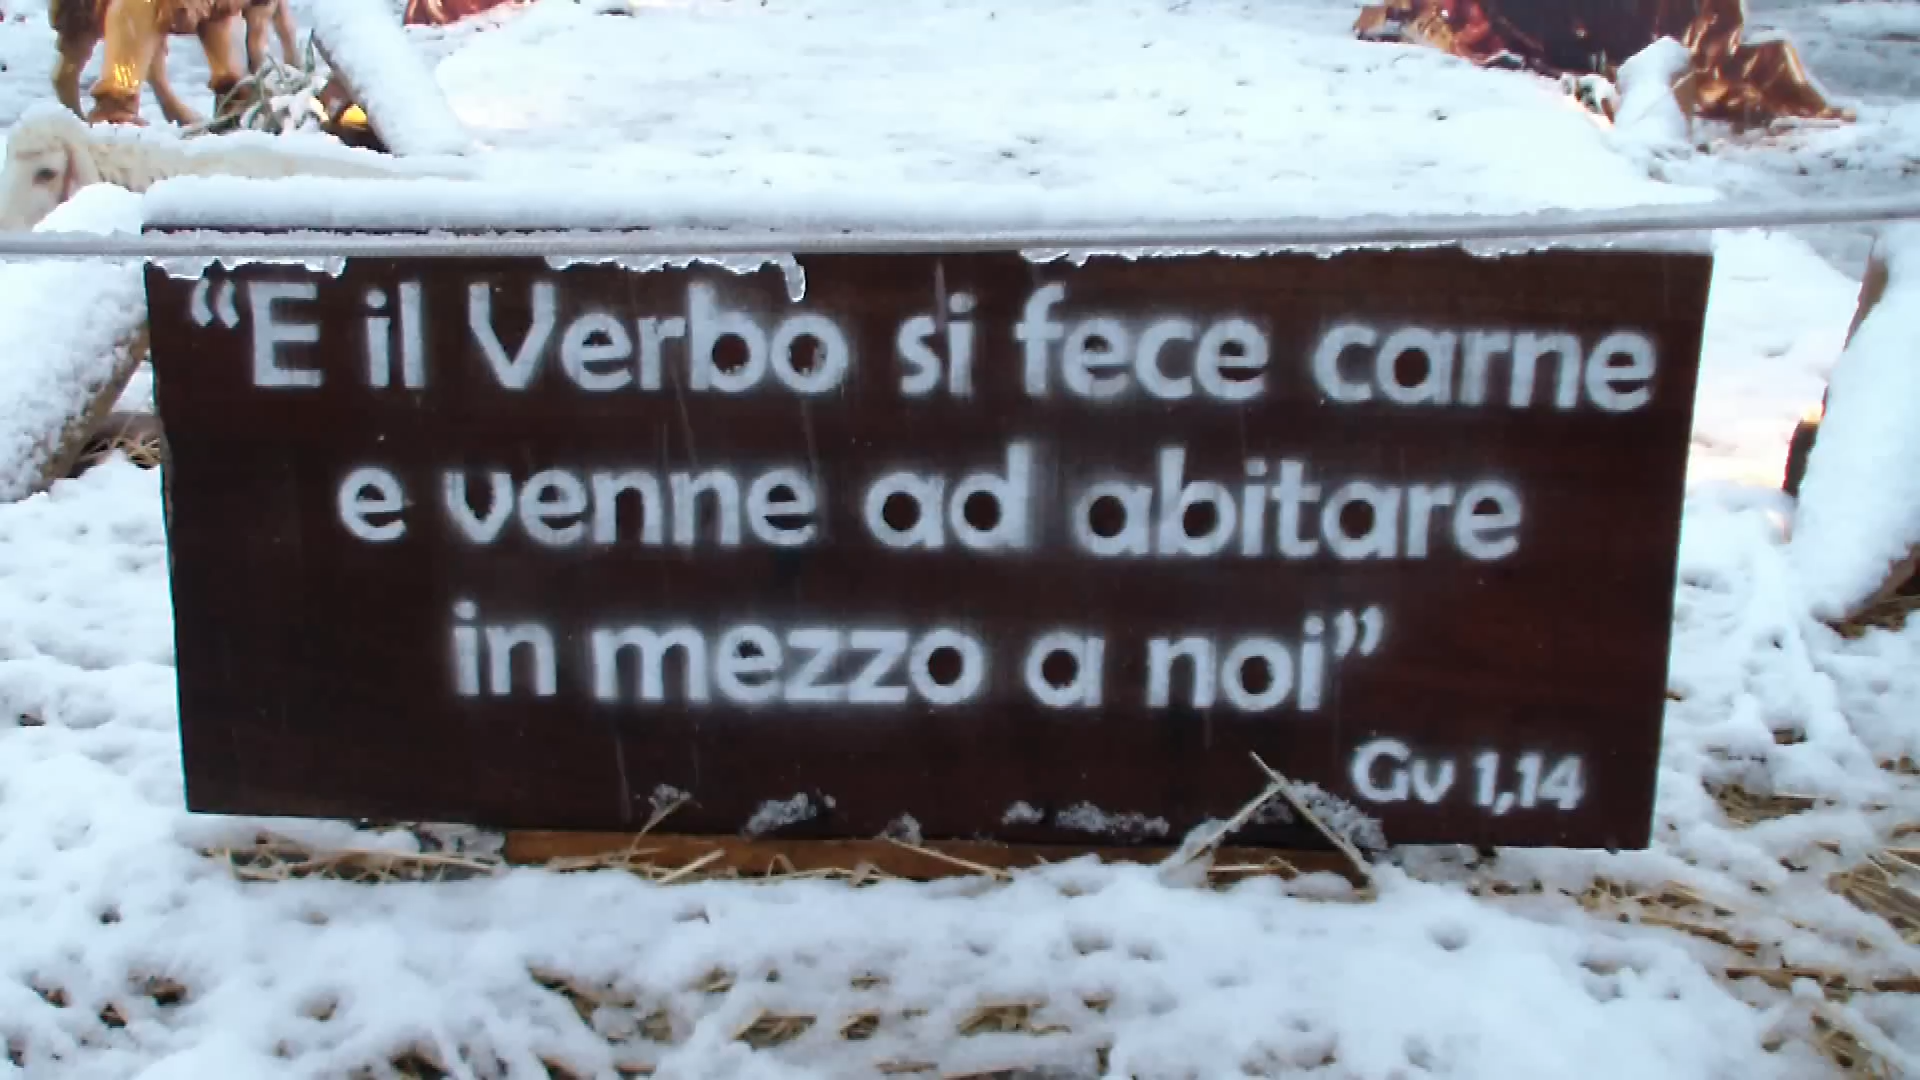 “E il Verbo si fece carne
e venne ad abitare
in mezzo a noi”
Gv 1,14